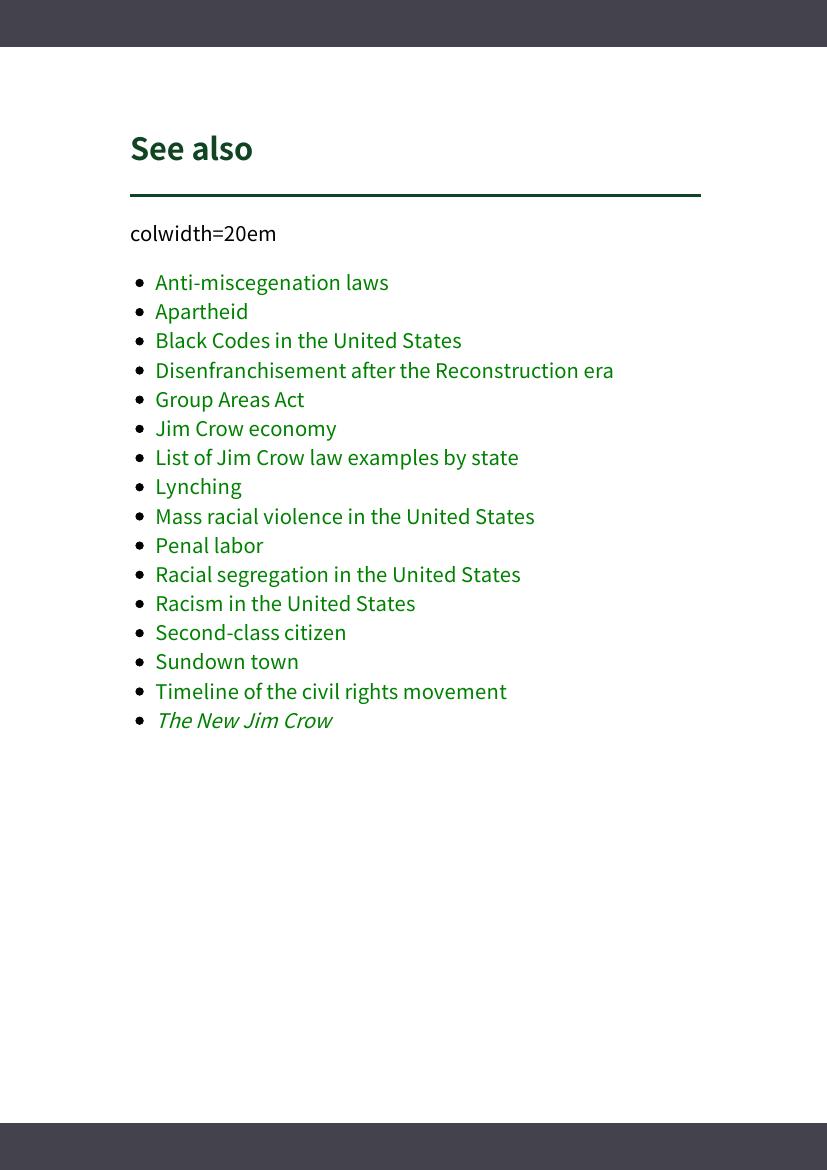 See also
colwidth=20em
Anti-miscegenation laws
Apartheid
Black Codes in the United States
Disenfranchisement after the Reconstruction era
Group Areas Act
Jim Crow economy
List of Jim Crow law examples by state
Lynching
Mass racial violence in the United States
Penal labor
Racial segregation in the United States
Racism in the United States
Second-class citizen
Sundown town
Timeline of the civil rights movement
The New Jim Crow